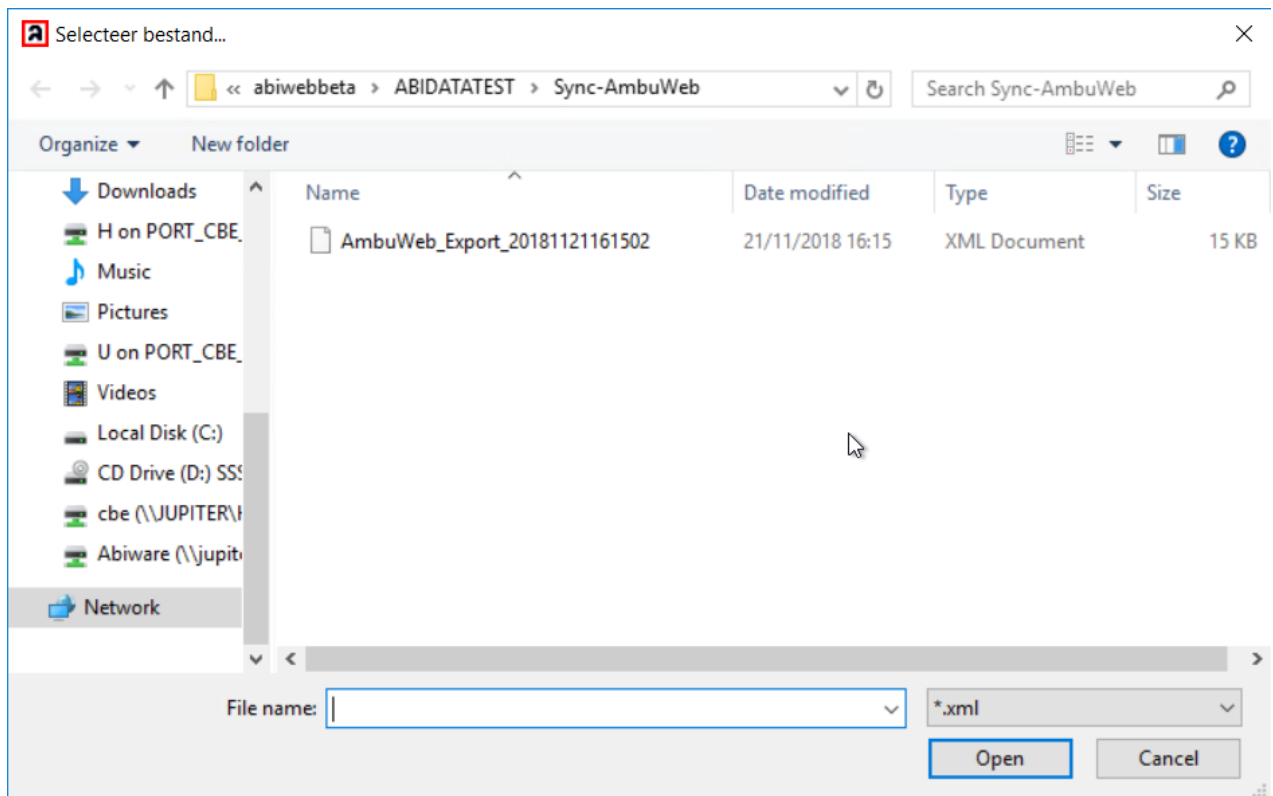 Selecteer bestand...
« abiwebbeta > ABIDATATEST > Sync-AmbuWeb
Search Sync-AmbuWeb
Organize
New folder
Downloads
H on PORT_CBE_
Music
Pictures
U on PORT_CBE_
Videos
Local Disk (C:)
CD Drive (D:) SSS
cbe (\\JUPITER\H
Abiware (\\jupit
Network
Name Date modified Type Size
AmbuWeb_Export_20181121161502 21/11/2018 16:15 XML Document 15 KB
File name:
*.xml
Open Cancel